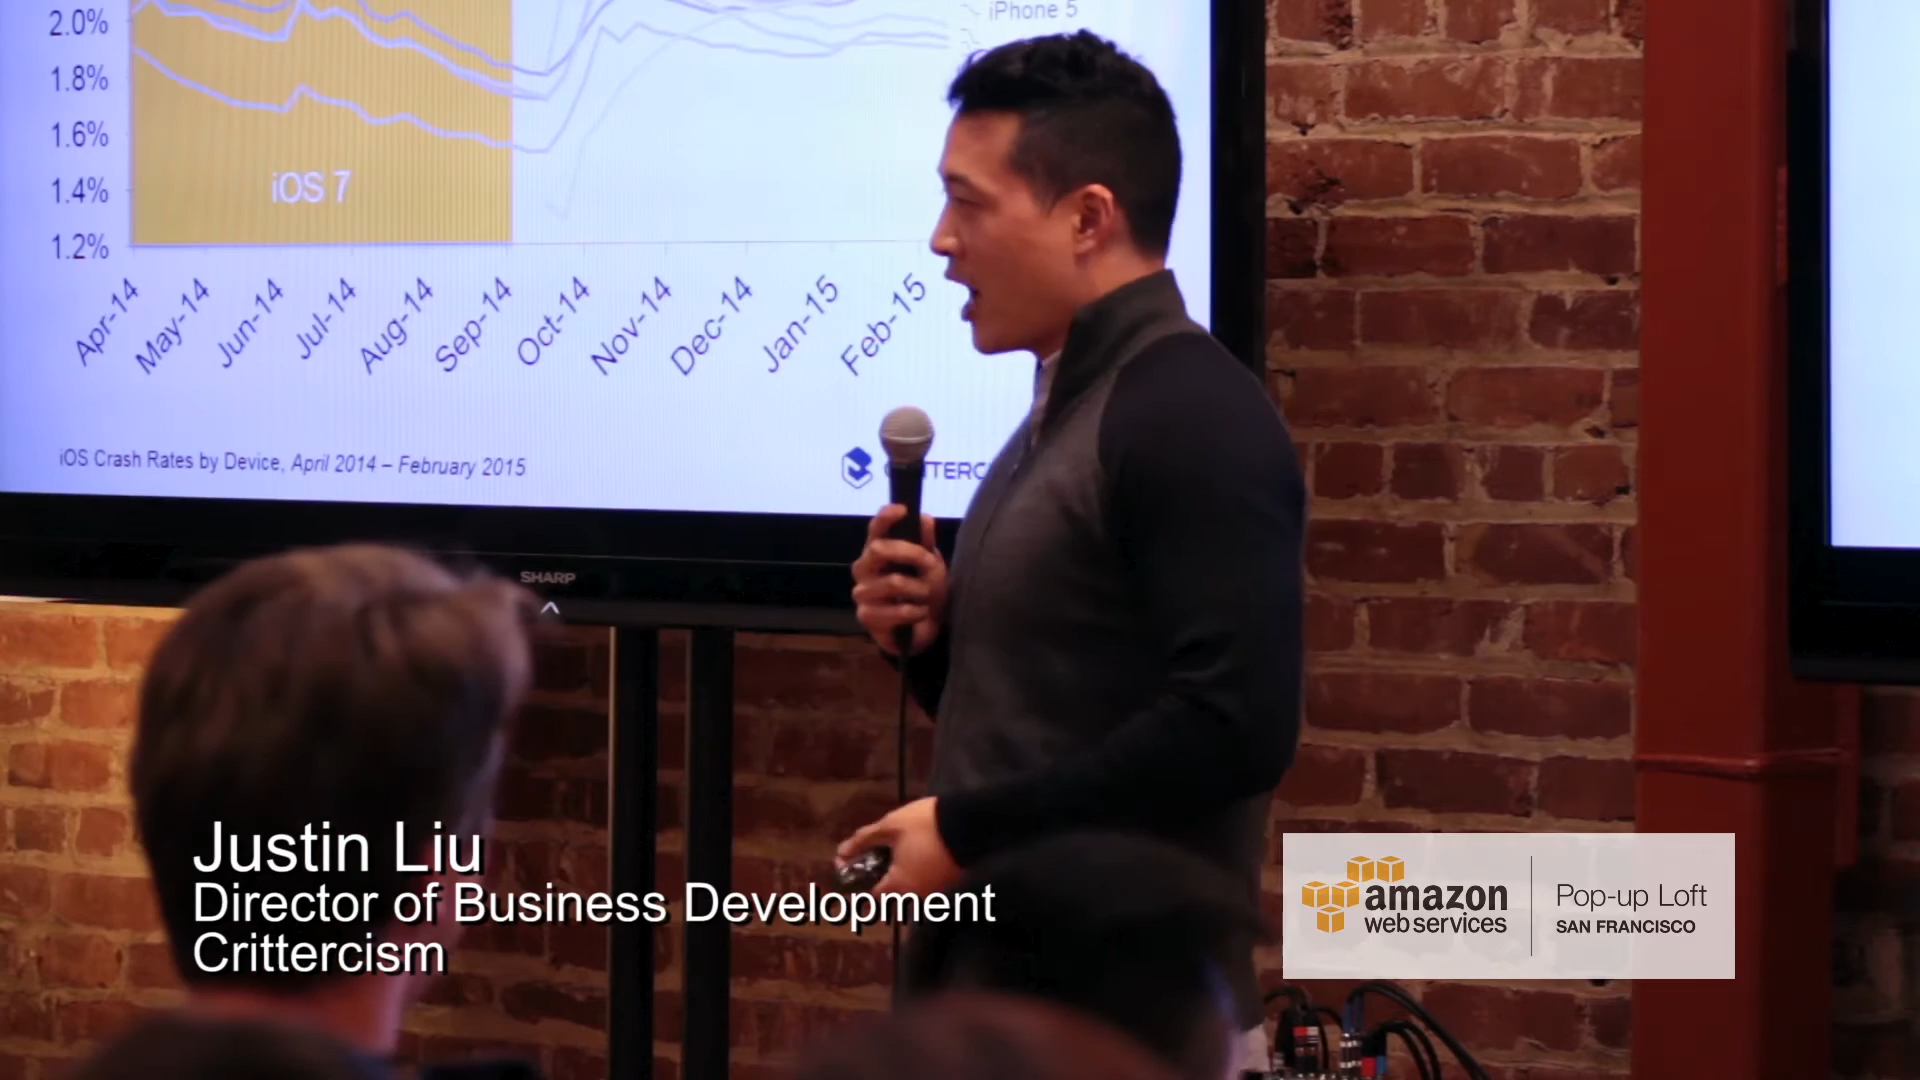 2.0%
iPhone 5
1.8%
1.6%
1.4%
iOS 7
1.2%
Apr-14
May-14
Jun-14
Jul-14
Aug-14
Sep-14
Oct-14
Nov-14
Dec-14
Jan-15
Feb-15
iOS Crash Rates by Device, April 2014 – February 2015
SHARP
Justin Liu
Director of Business Development
Crittercism
amazon
web services
Pop-up Loft
SAN FRANCISCO